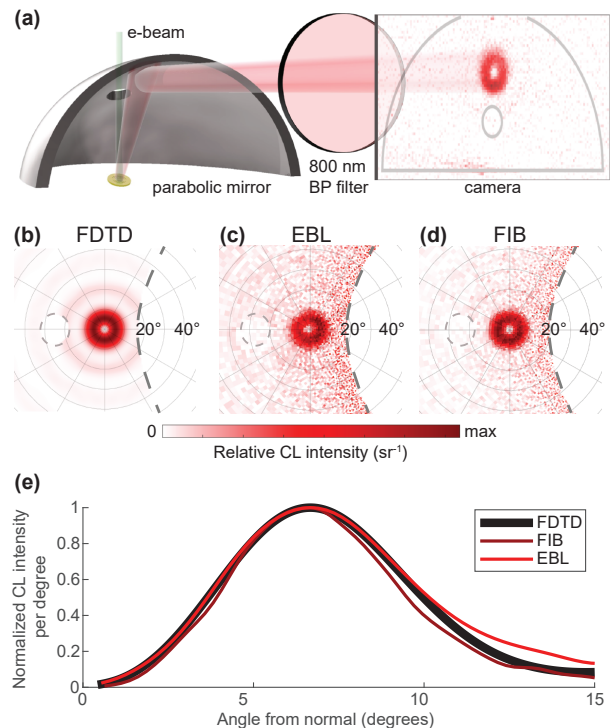 (a)
e-beam
parabolic mirror
800 nm
BP filter
camera
(b) FDTD
(c) EBL
(d) FIB
20° 40°
20° 40°
20° 40°
0
max
Relative CL intensity (sr⁻¹)
(e)
Normalized CL intensity
per degree
1
0.8
0.6
0.4
0.2
0
FDTD
FIB
EBL
0 5 10 15
Angle from normal (degrees)